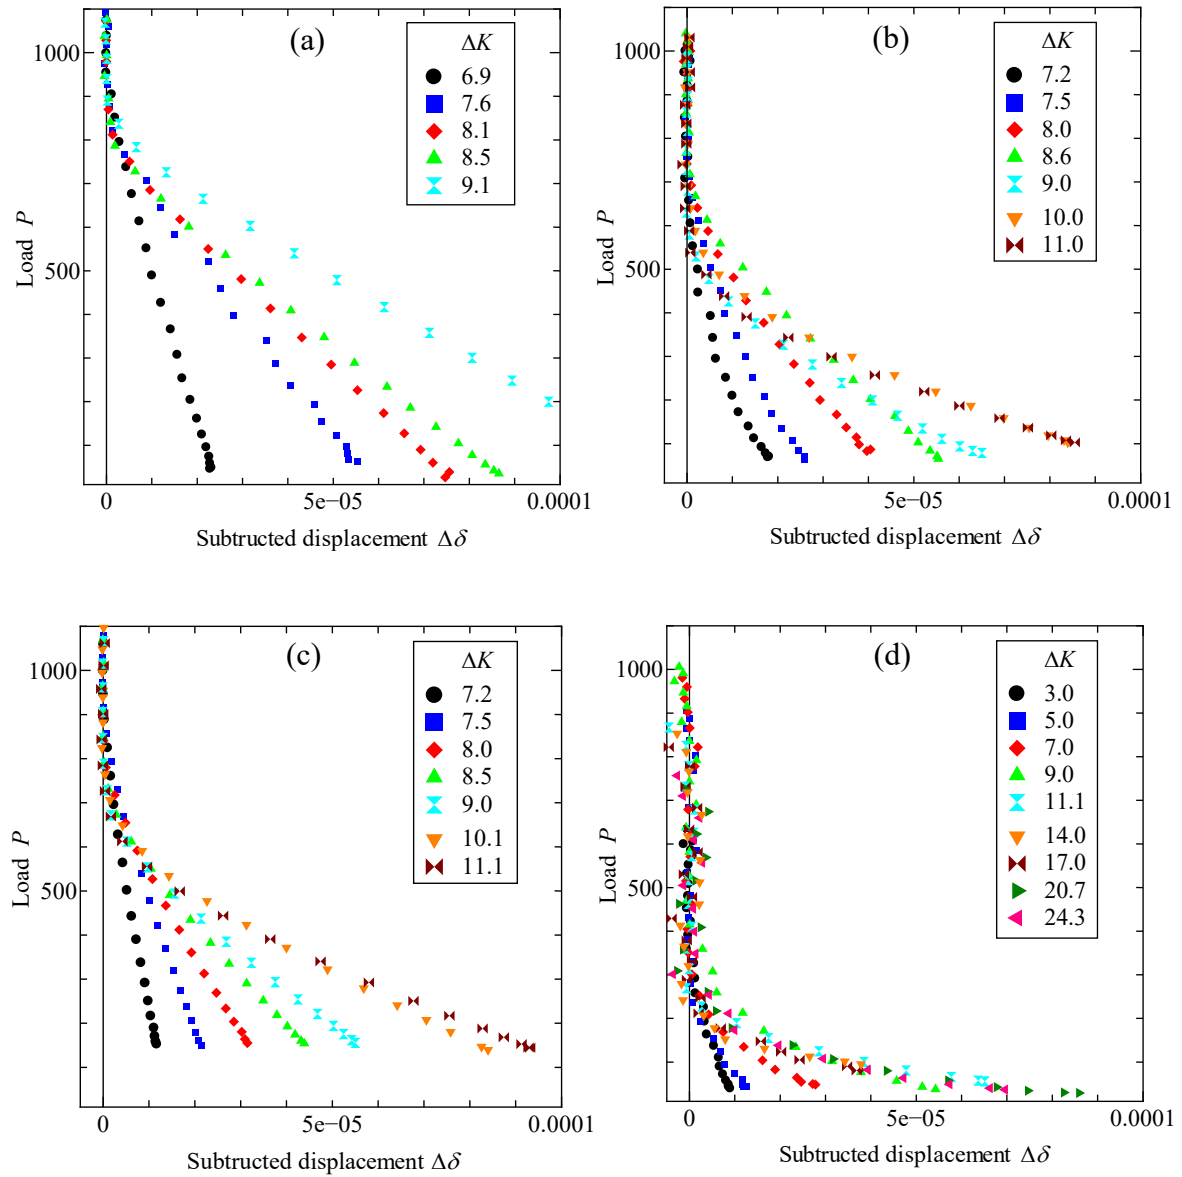 (a)
ΔK
6.9
7.6
8.1
8.5
9.1
1000
500
Load P
0
5e−05
0.0001
Subtructed displacement Δδ
(b)
ΔK
7.2
7.5
8.0
8.6
9.0
10.0
11.0
1000
500
Load P
0
5e−05
0.0001
Subtructed displacement Δδ
(c)
ΔK
7.2
7.5
8.0
8.5
9.0
10.1
11.1
1000
500
Load P
0
5e−05
0.0001
Subtructed displacement Δδ
(d)
ΔK
3.0
5.0
7.0
9.0
11.1
14.0
17.0
20.7
24.3
1000
500
Load P
0
5e−05
0.0001
Subtructed displacement Δδ